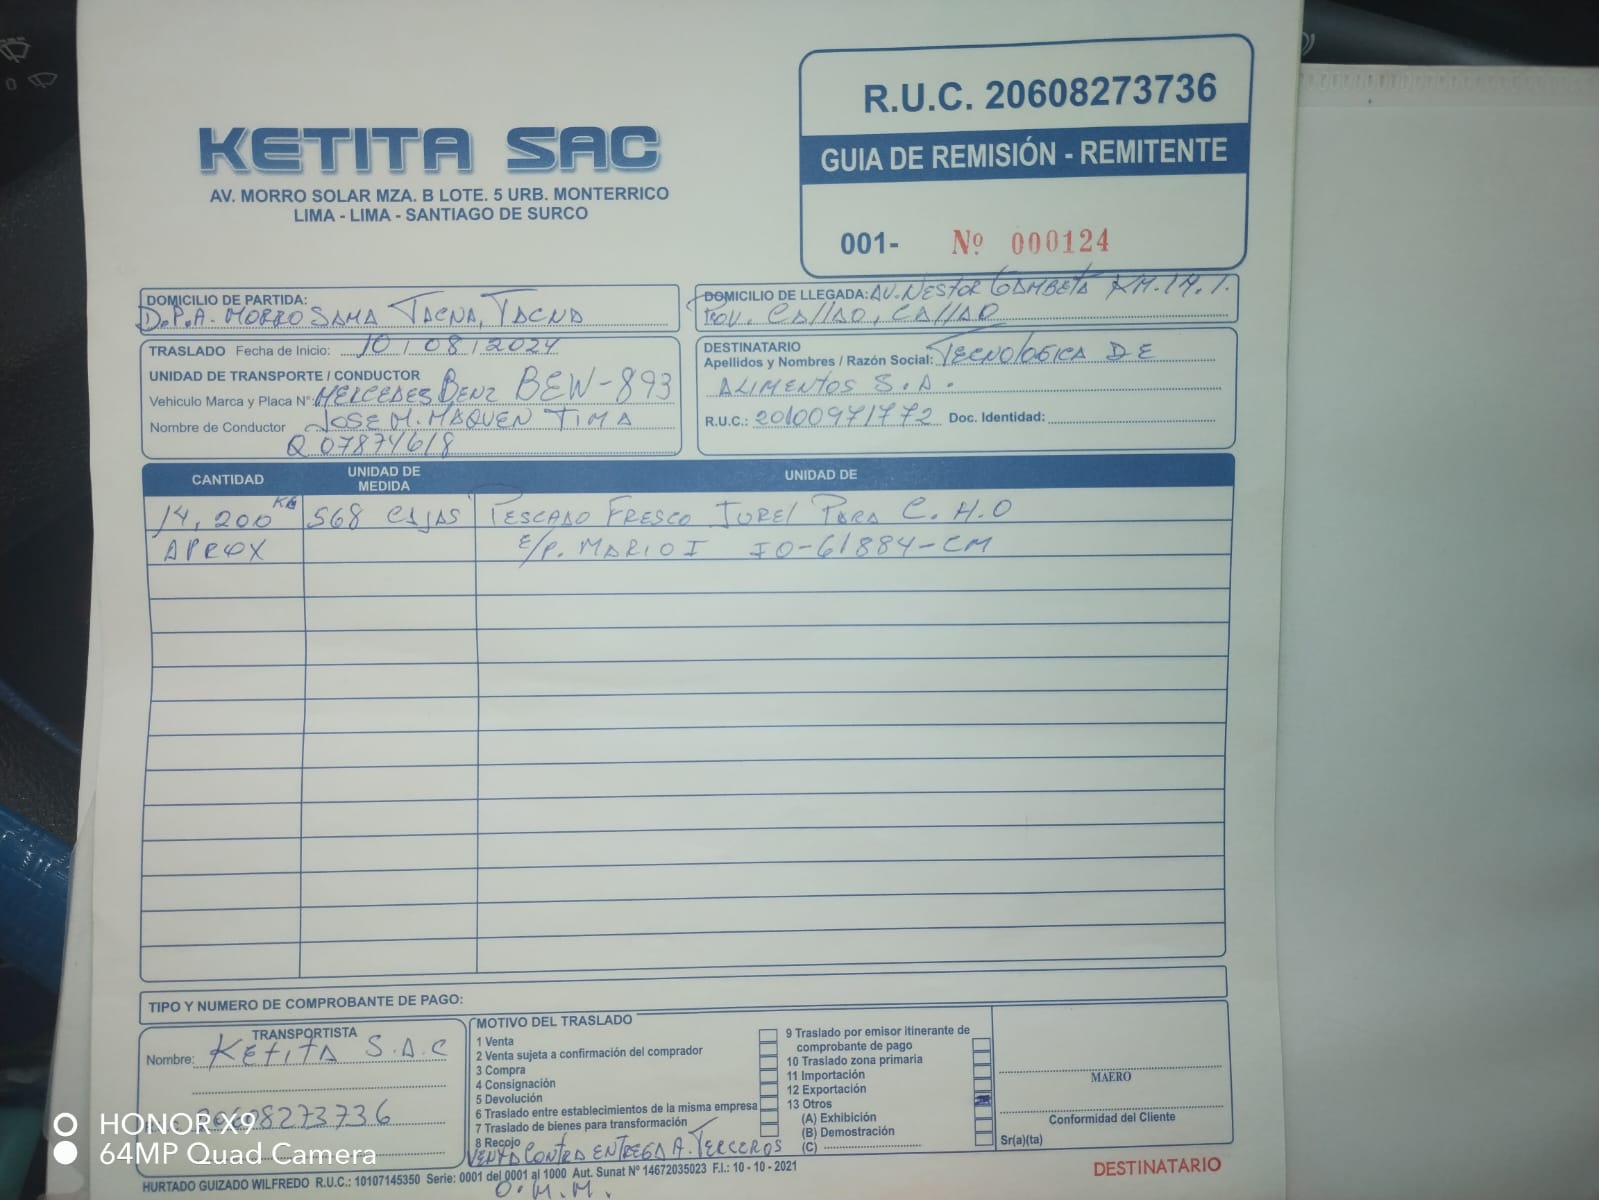 KETITA SAC
AV. MORRO SOLAR MZA. B LOTE. 5 URB. MONTERRICO
LIMA - LIMA - SANTIAGO DE SURCO
R.U.C. 20608273736
GUIA DE REMISIÓN - REMITENTE
001- Nº 000124
DOMICILIO DE PARTIDA:
D.P.A. MORRO SAMA TACNA, TACNA
DOMICILIO DE LLEGADA: AV. NESTOR GAMBETA KM. 14.1.
PROV. CALLAO, CALLAO
TRASLADO Fecha de Inicio: 10/08/2024
UNIDAD DE TRANSPORTE / CONDUCTOR
Vehiculo Marca y Placa N°: MERCEDES BENZ BEW-893
Nombre de Conductor JOSE M. MAQUEN TIMA
Q 07874618
DESTINATARIO
Apellidos y Nombres / Razón Social: TECNOLOGICA DE
ALIMENTOS S.A.
R.U.C.: 20100971772 Doc. Identidad:
CANTIDAD UNIDAD DE MEDIDA UNIDAD DE
14,200 KG 568 CAJAS PESCADO FRESCO JUREL PARA C.H.D
APROX E/P. MARIO I IO-61884-CM
TIPO Y NUMERO DE COMPROBANTE DE PAGO:
TRANSPORTISTA
Nombre: KETITA S.A.C
20608273736
MOTIVO DEL TRASLADO
1 Venta
2 Venta sujeta a confirmación del comprador
3 Compra
4 Consignación
5 Devolución
6 Traslado entre establecimientos de la misma empresa
7 Traslado de bienes para transformación
8 Recojo
VENTA CONTRA ENTREGA A. TERCEROS
O.M.M.
9 Traslado por emisor itinerante de
comprobante de pago
10 Traslado zona primaria
11 Importación
12 Exportación
13 Otros
(A) Exhibición
(B) Demostración
(C)
MAERO
Conformidad del Cliente
Sr(a)(ta)
HURTADO GUIZADO WILFREDO R.U.C.: 10107145350 Serie: 0001 del 0001 al 1000 Aut. Sunat Nº 14672035023 F.I.: 10 - 10 - 2021
DESTINATARIO
HONOR X9
64MP Quad Camera